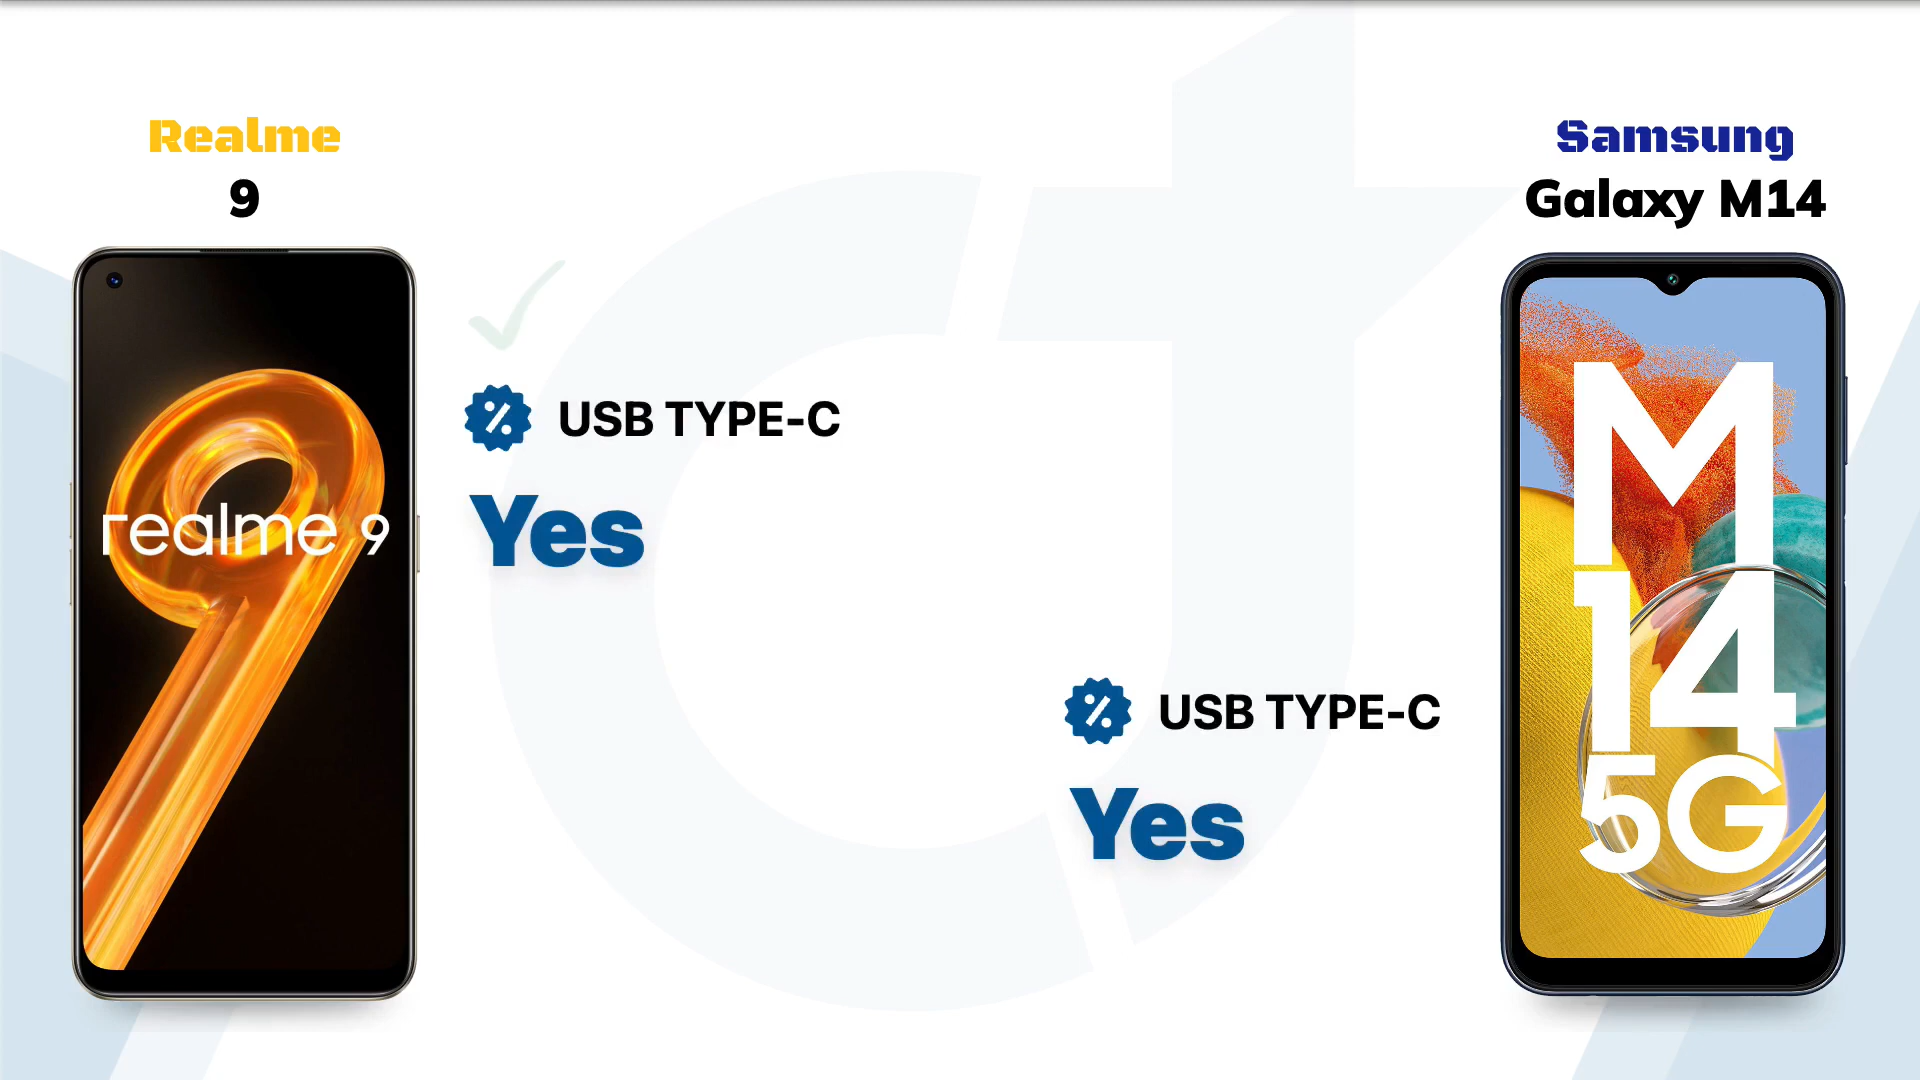 Realme
9
realme 9
USB TYPE-C
Yes
Samsung
Galaxy M14
M
14
5G
USB TYPE-C
Yes